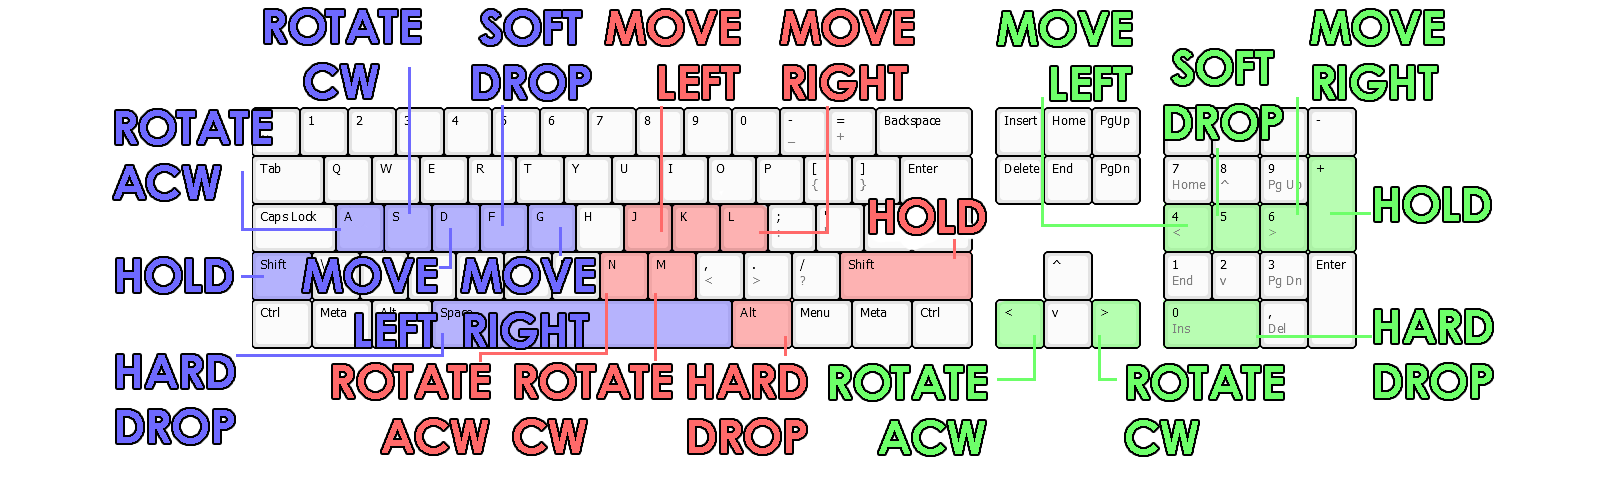 ROTATE CW
SOFT DROP
MOVE LEFT
MOVE RIGHT
MOVE LEFT
SOFT DROP
MOVE RIGHT
ROTATE ACW
1 2 3 4 5 6 7 8 9 0 - _ = + Backspace
Insert Home PgUp
-
Tab Q W E R T Y U I O P [ { ] } Enter
Delete End PgDn
7 Home 8 ^ 9 Pg Up +
Caps Lock A S D F G H J K L ; : '
HOLD
4 < 5 6 >
HOLD
HOLD
Shift
MOVE LEFT
MOVE RIGHT
N M , < . > / ? Shift
^
1 End 2 v 3 Pg Dn Enter
Ctrl Meta Alt Space Alt Menu Meta Ctrl
< v >
0 Ins , Del
HARD DROP
HARD DROP
ROTATE ACW
ROTATE CW
HARD DROP
ROTATE ACW
ROTATE CW